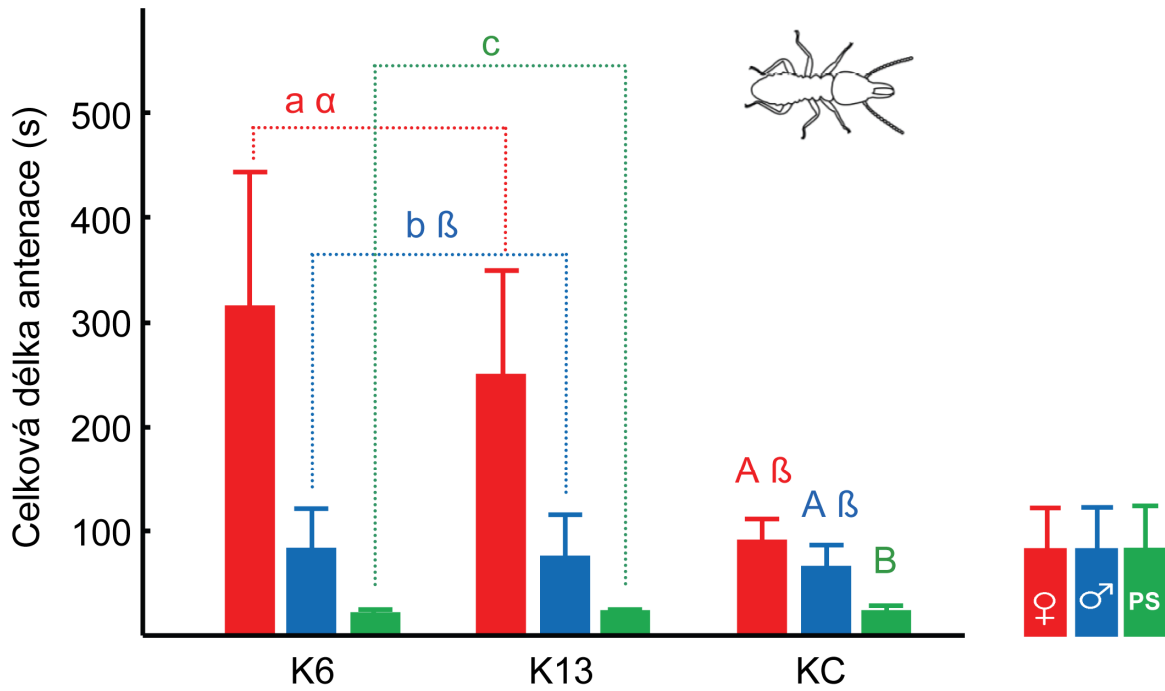 Celková délka antenace (s)
500
400
300
200
100
a α
b ß
c
A ß
A ß
B
K6
K13
KC
♀
♂
PS